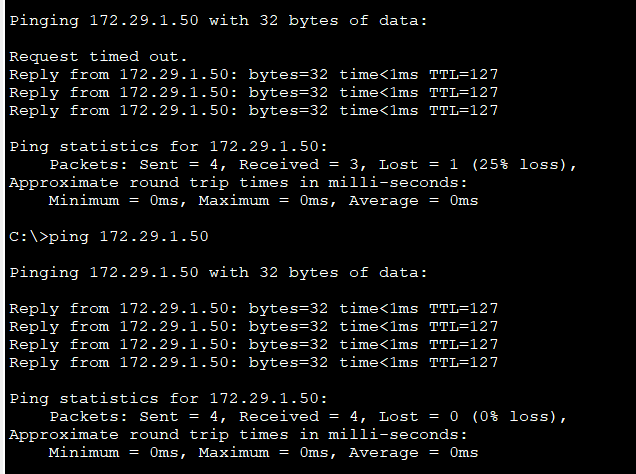 Pinging 172.29.1.50 with 32 bytes of data:
Request timed out.
Reply from 172.29.1.50: bytes=32 time<1ms TTL=127
Reply from 172.29.1.50: bytes=32 time<1ms TTL=127
Reply from 172.29.1.50: bytes=32 time<1ms TTL=127
Ping statistics for 172.29.1.50:
    Packets: Sent = 4, Received = 3, Lost = 1 (25% loss),
Approximate round trip times in milli-seconds:
    Minimum = 0ms, Maximum = 0ms, Average = 0ms
C:\>ping 172.29.1.50
Pinging 172.29.1.50 with 32 bytes of data:
Reply from 172.29.1.50: bytes=32 time<1ms TTL=127
Reply from 172.29.1.50: bytes=32 time<1ms TTL=127
Reply from 172.29.1.50: bytes=32 time<1ms TTL=127
Reply from 172.29.1.50: bytes=32 time<1ms TTL=127
Ping statistics for 172.29.1.50:
    Packets: Sent = 4, Received = 4, Lost = 0 (0% loss),
Approximate round trip times in milli-seconds:
    Minimum = 0ms, Maximum = 0ms, Average = 0ms